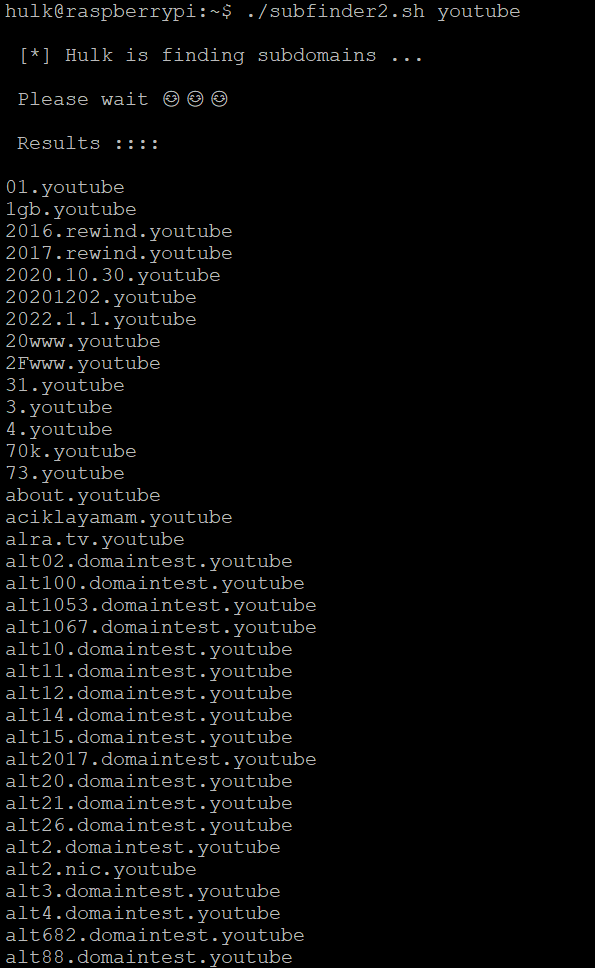 hulk@raspberrypi:~$ ./subfinder2.sh youtube
[*] Hulk is finding subdomains ...
Please wait 😊😊😊
Results ::::
01.youtube
1gb.youtube
2016.rewind.youtube
2017.rewind.youtube
2020.10.30.youtube
20201202.youtube
2022.1.1.youtube
20www.youtube
2Fwww.youtube
31.youtube
3.youtube
4.youtube
70k.youtube
73.youtube
about.youtube
aciklayamam.youtube
alra.tv.youtube
alt02.domaintest.youtube
alt100.domaintest.youtube
alt1053.domaintest.youtube
alt1067.domaintest.youtube
alt10.domaintest.youtube
alt11.domaintest.youtube
alt12.domaintest.youtube
alt14.domaintest.youtube
alt15.domaintest.youtube
alt2017.domaintest.youtube
alt20.domaintest.youtube
alt21.domaintest.youtube
alt26.domaintest.youtube
alt2.domaintest.youtube
alt2.nic.youtube
alt3.domaintest.youtube
alt4.domaintest.youtube
alt682.domaintest.youtube
alt88.domaintest.youtube